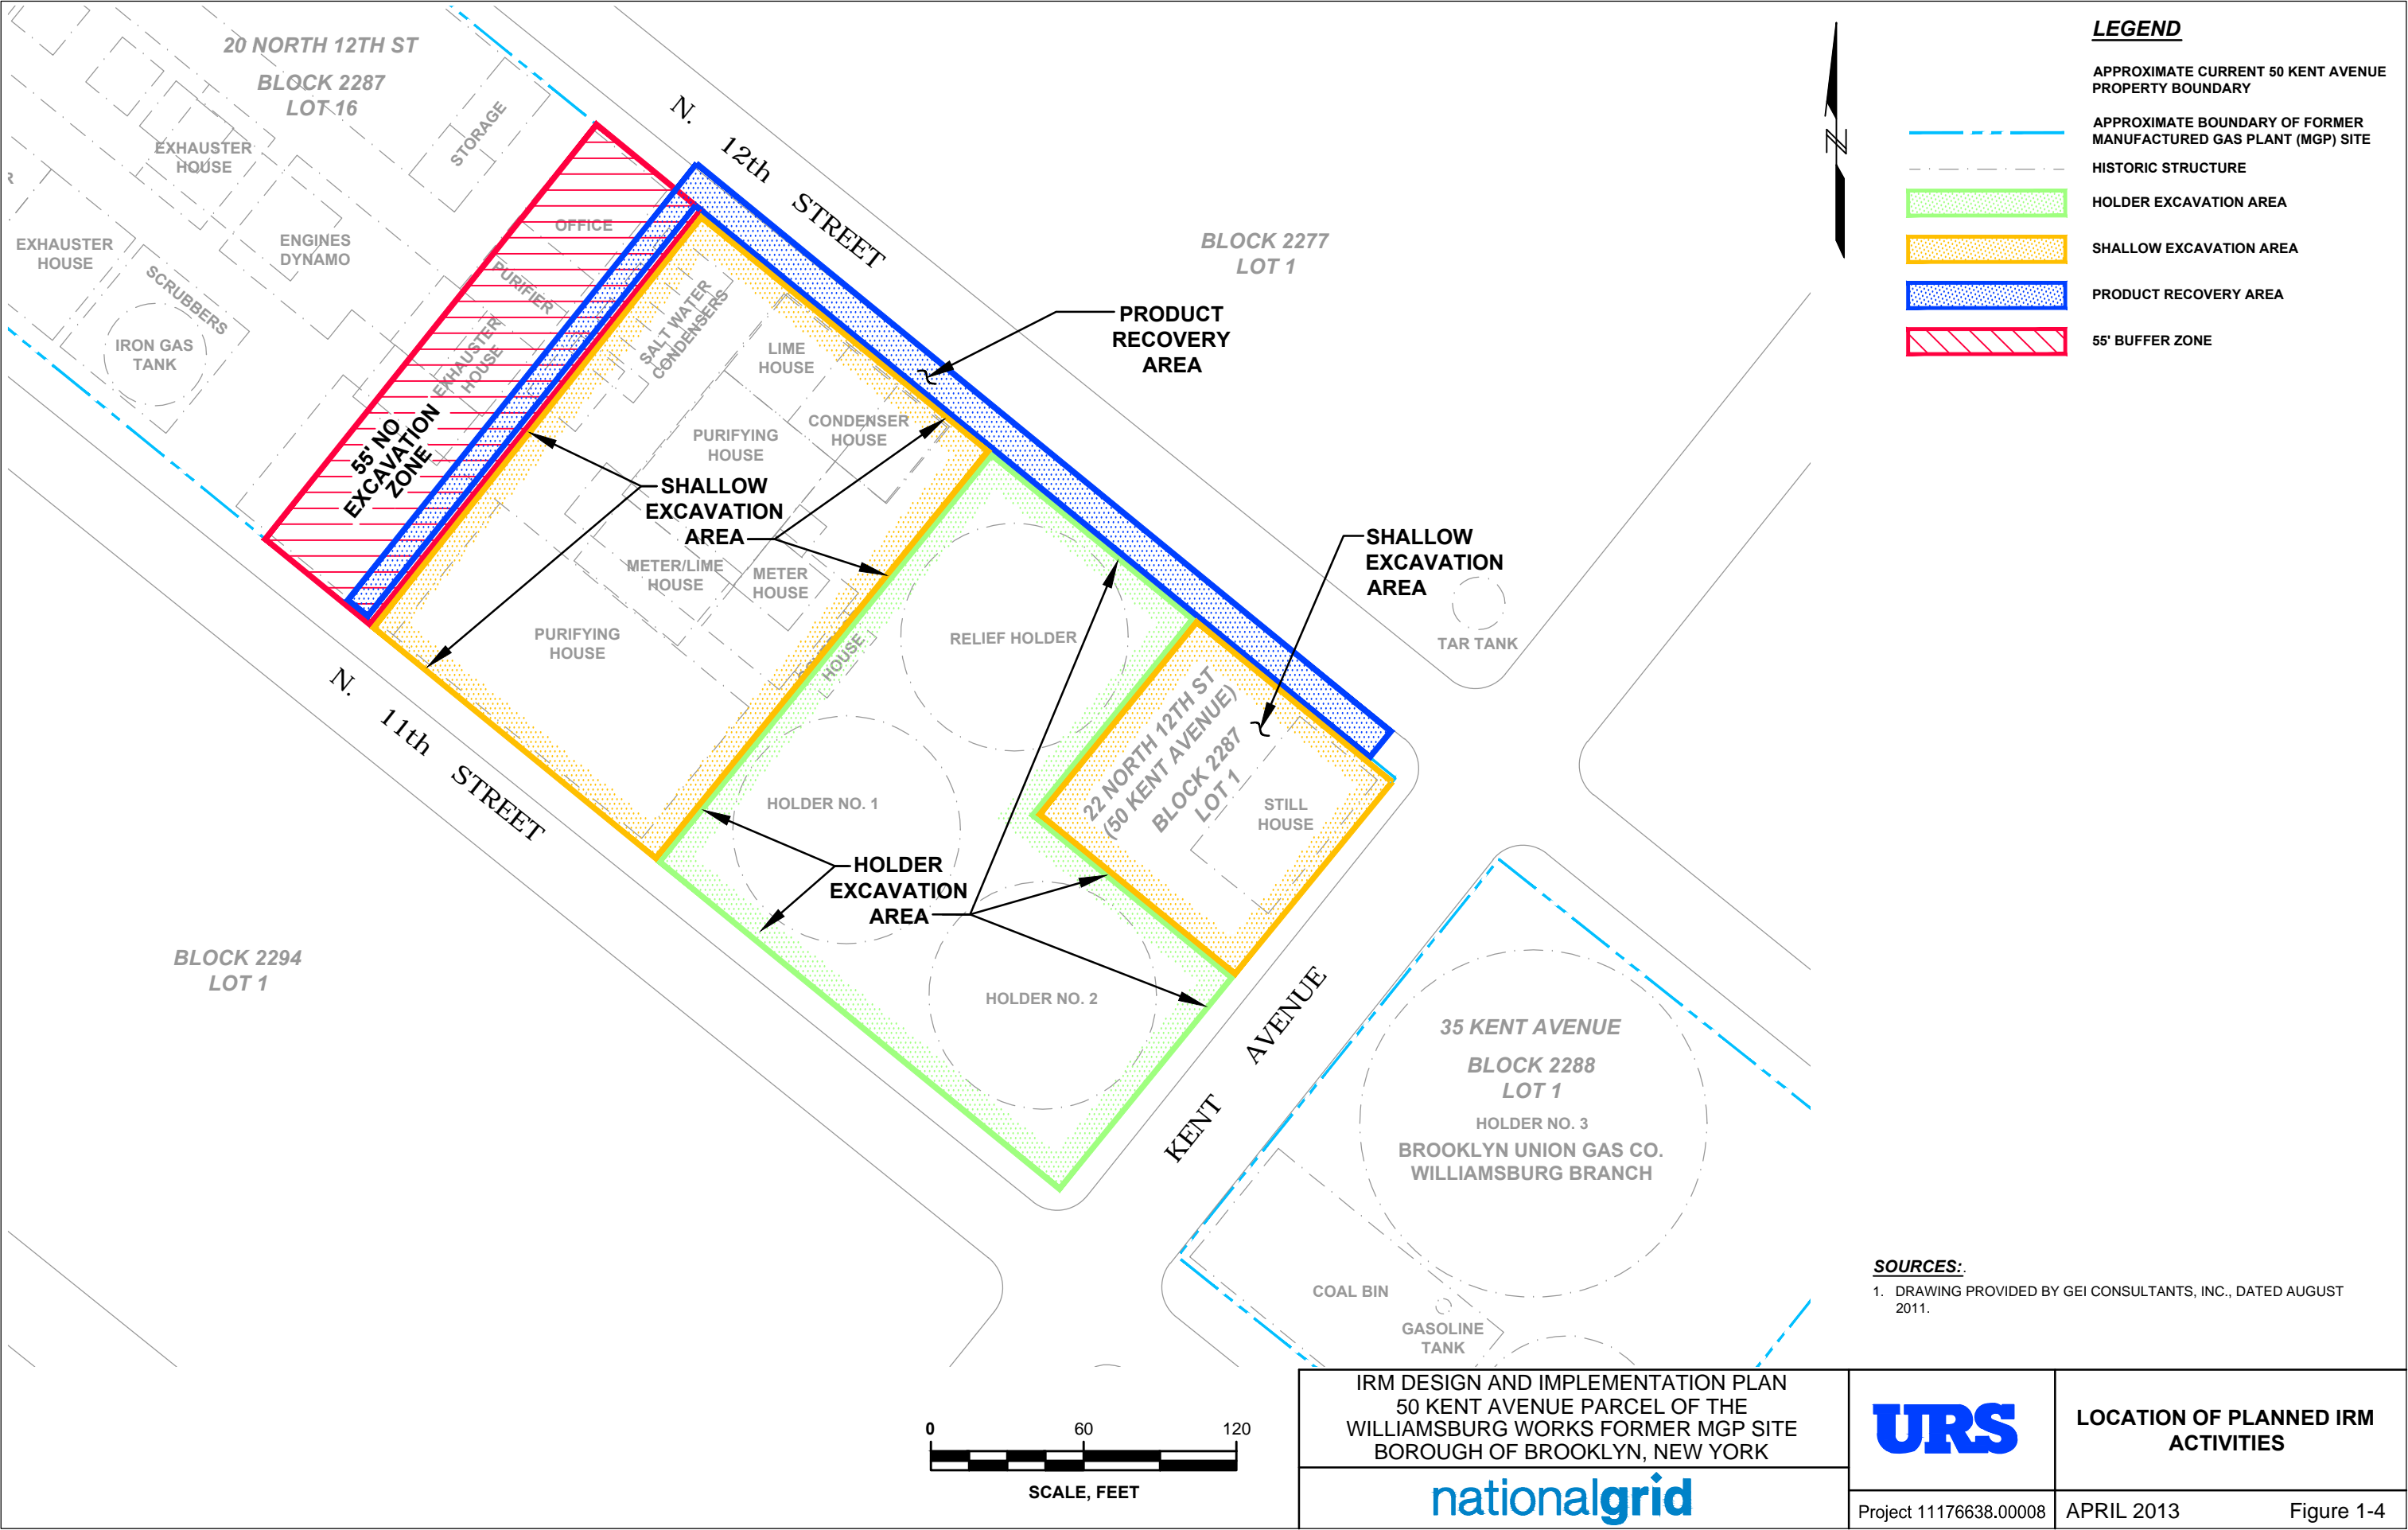 20 NORTH 12TH ST
BLOCK 2287
LOT 16
STORAGE
EXHAUSTER
HOUSE
R
EXHAUSTER
HOUSE
ENGINES
DYNAMO
SCRUBBERS
IRON GAS
TANK
OFFICE
PURIFIER
EXHAUSTER
HOUSE
55' NO
EXCAVATION
ZONE
N. 12th STREET
BLOCK 2277
LOT 1
PRODUCT
RECOVERY
AREA
SALT WATER
CONDENSERS
LIME
HOUSE
CONDENSER
HOUSE
PURIFYING
HOUSE
SHALLOW
EXCAVATION
AREA
METER/LIME
HOUSE
METER
HOUSE
PURIFYING
HOUSE
HOUSE
RELIEF HOLDER
SHALLOW
EXCAVATION
AREA
TAR TANK
22 NORTH 12TH ST
(50 KENT AVENUE)
BLOCK 2287
LOT 1
STILL
HOUSE
HOLDER NO. 1
HOLDER
EXCAVATION
AREA
HOLDER NO. 2
N. 11th STREET
BLOCK 2294
LOT 1
KENT AVENUE
35 KENT AVENUE
BLOCK 2288
LOT 1
HOLDER NO. 3
BROOKLYN UNION GAS CO.
WILLIAMSBURG BRANCH
COAL BIN
GASOLINE
TANK
N
LEGEND
APPROXIMATE CURRENT 50 KENT AVENUE
PROPERTY BOUNDARY
APPROXIMATE BOUNDARY OF FORMER
MANUFACTURED GAS PLANT (MGP) SITE
HISTORIC STRUCTURE
HOLDER EXCAVATION AREA
SHALLOW EXCAVATION AREA
PRODUCT RECOVERY AREA
55' BUFFER ZONE
SOURCES:.
1. DRAWING PROVIDED BY GEI CONSULTANTS, INC., DATED AUGUST
2011.
0 60 120
SCALE, FEET
IRM DESIGN AND IMPLEMENTATION PLAN
50 KENT AVENUE PARCEL OF THE
WILLIAMSBURG WORKS FORMER MGP SITE
BOROUGH OF BROOKLYN, NEW YORK
nationalgrid
URS
Project 11176638.00008
LOCATION OF PLANNED IRM
ACTIVITIES
APRIL 2013
Figure 1-4